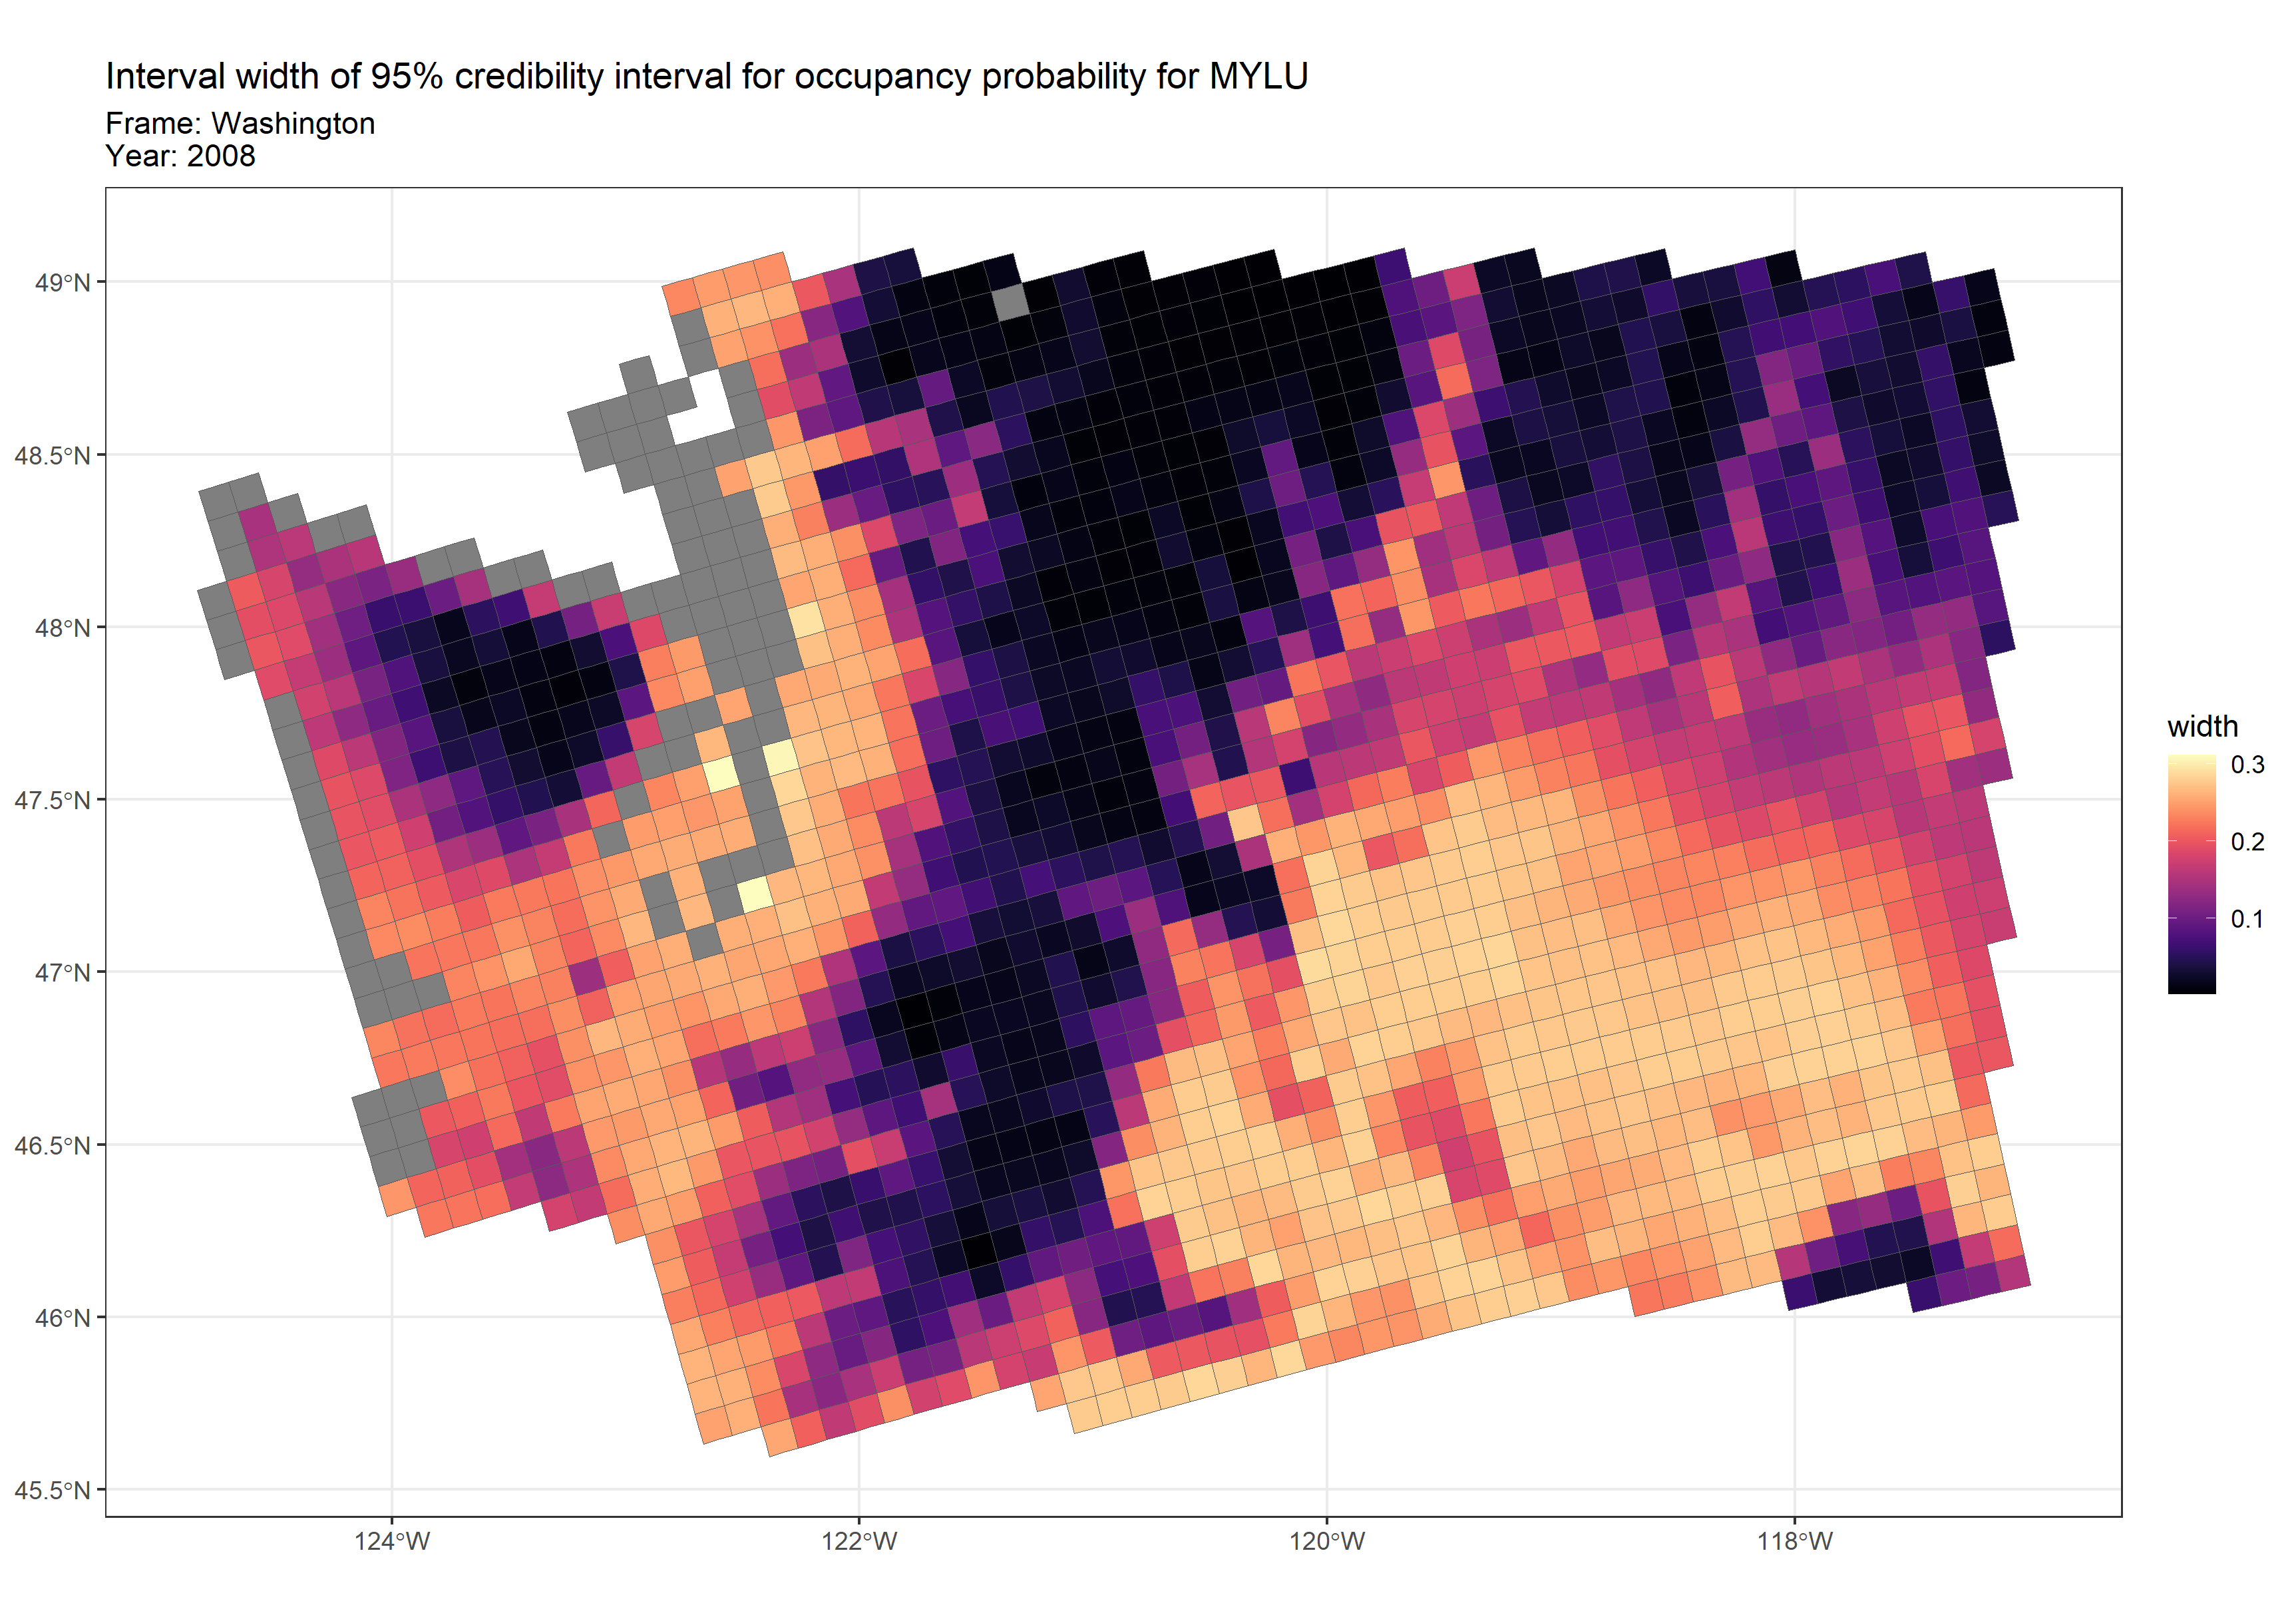 Interval width of 95% credibility interval for occupancy probability for MYLU
Frame: Washington
Year: 2008
49°N
48.5°N
48°N
47.5°N
47°N
46.5°N
46°N
45.5°N
124°W
122°W
120°W
118°W
width
0.3
0.2
0.1